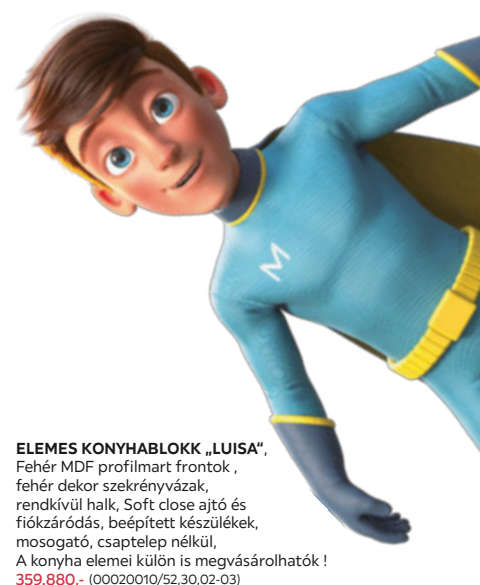 M
ELEMES KONYHABLOKK „LUISA“,
Fehér MDF profilmart frontok ,
fehér dekor szekrényvázak,
rendkívül halk, Soft close ajtó és
fiókzáródás, beépített készülékek,
mosogató, csaptelep nélkül,
A konyha elemei külön is megvásárolhatók !
359.880.- (00020010/52,30,02-03)